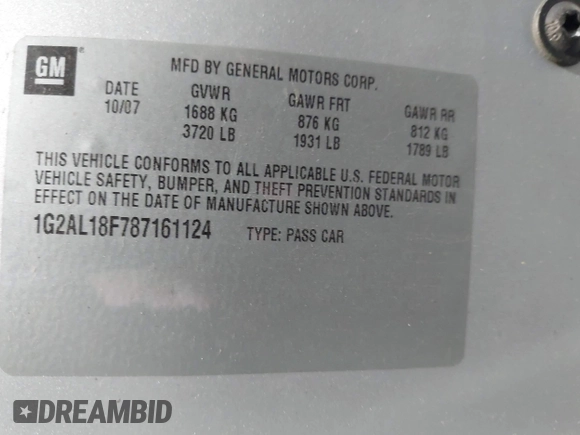 GM
MFD BY GENERAL MOTORS CORP.
DATE GVWR GAWR FRT GAWR RR
10/07 1688 KG 876 KG 812 KG
3720 LB 1931 LB 1789 LB
THIS VEHICLE CONFORMS TO ALL APPLICABLE U.S. FEDERAL MOTOR
VEHICLE SAFETY, BUMPER, AND THEFT PREVENTION STANDARDS IN
EFFECT ON THE DATE OF MANUFACTURE SHOWN ABOVE.
1G2AL18F787161124 TYPE: PASS CAR
DREAMBID